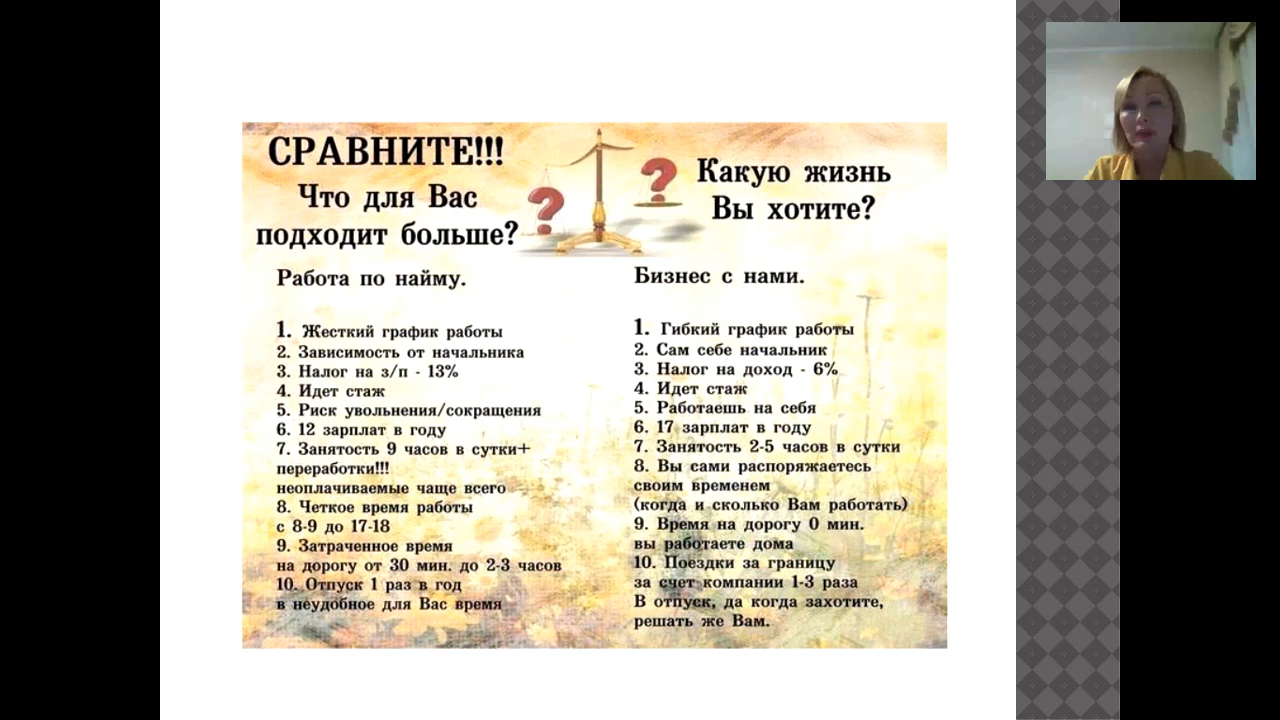 СРАВНИТЕ!!!
Что для Вас
подходит больше?
Какую жизнь
Вы хотите?
Работа по найму.
1. Жесткий график работы
2. Зависимость от начальника
3. Налог на з/п - 13%
4. Идет стаж
5. Риск увольнения/сокращения
6. 12 зарплат в году
7. Занятость 9 часов в сутки+
переработки!!!
неоплачиваемые чаще всего
8. Четкое время работы
с 8-9 до 17-18
9. Затраченное время
на дорогу от 30 мин. до 2-3 часов
10. Отпуск 1 раз в год
в неудобное для Вас время
Бизнес с нами.
1. Гибкий график работы
2. Сам себе начальник
3. Налог на доход - 6%
4. Идет стаж
5. Работаешь на себя
6. 17 зарплат в году
7. Занятость 2-5 часов в сутки
8. Вы сами распоряжаетесь
своим временем
(когда и сколько Вам работать)
9. Время на дорогу 0 мин.
вы работаете дома
10. Поездки за границу
за счет компании 1-3 раза
В отпуск, да когда захотите,
решать же Вам.